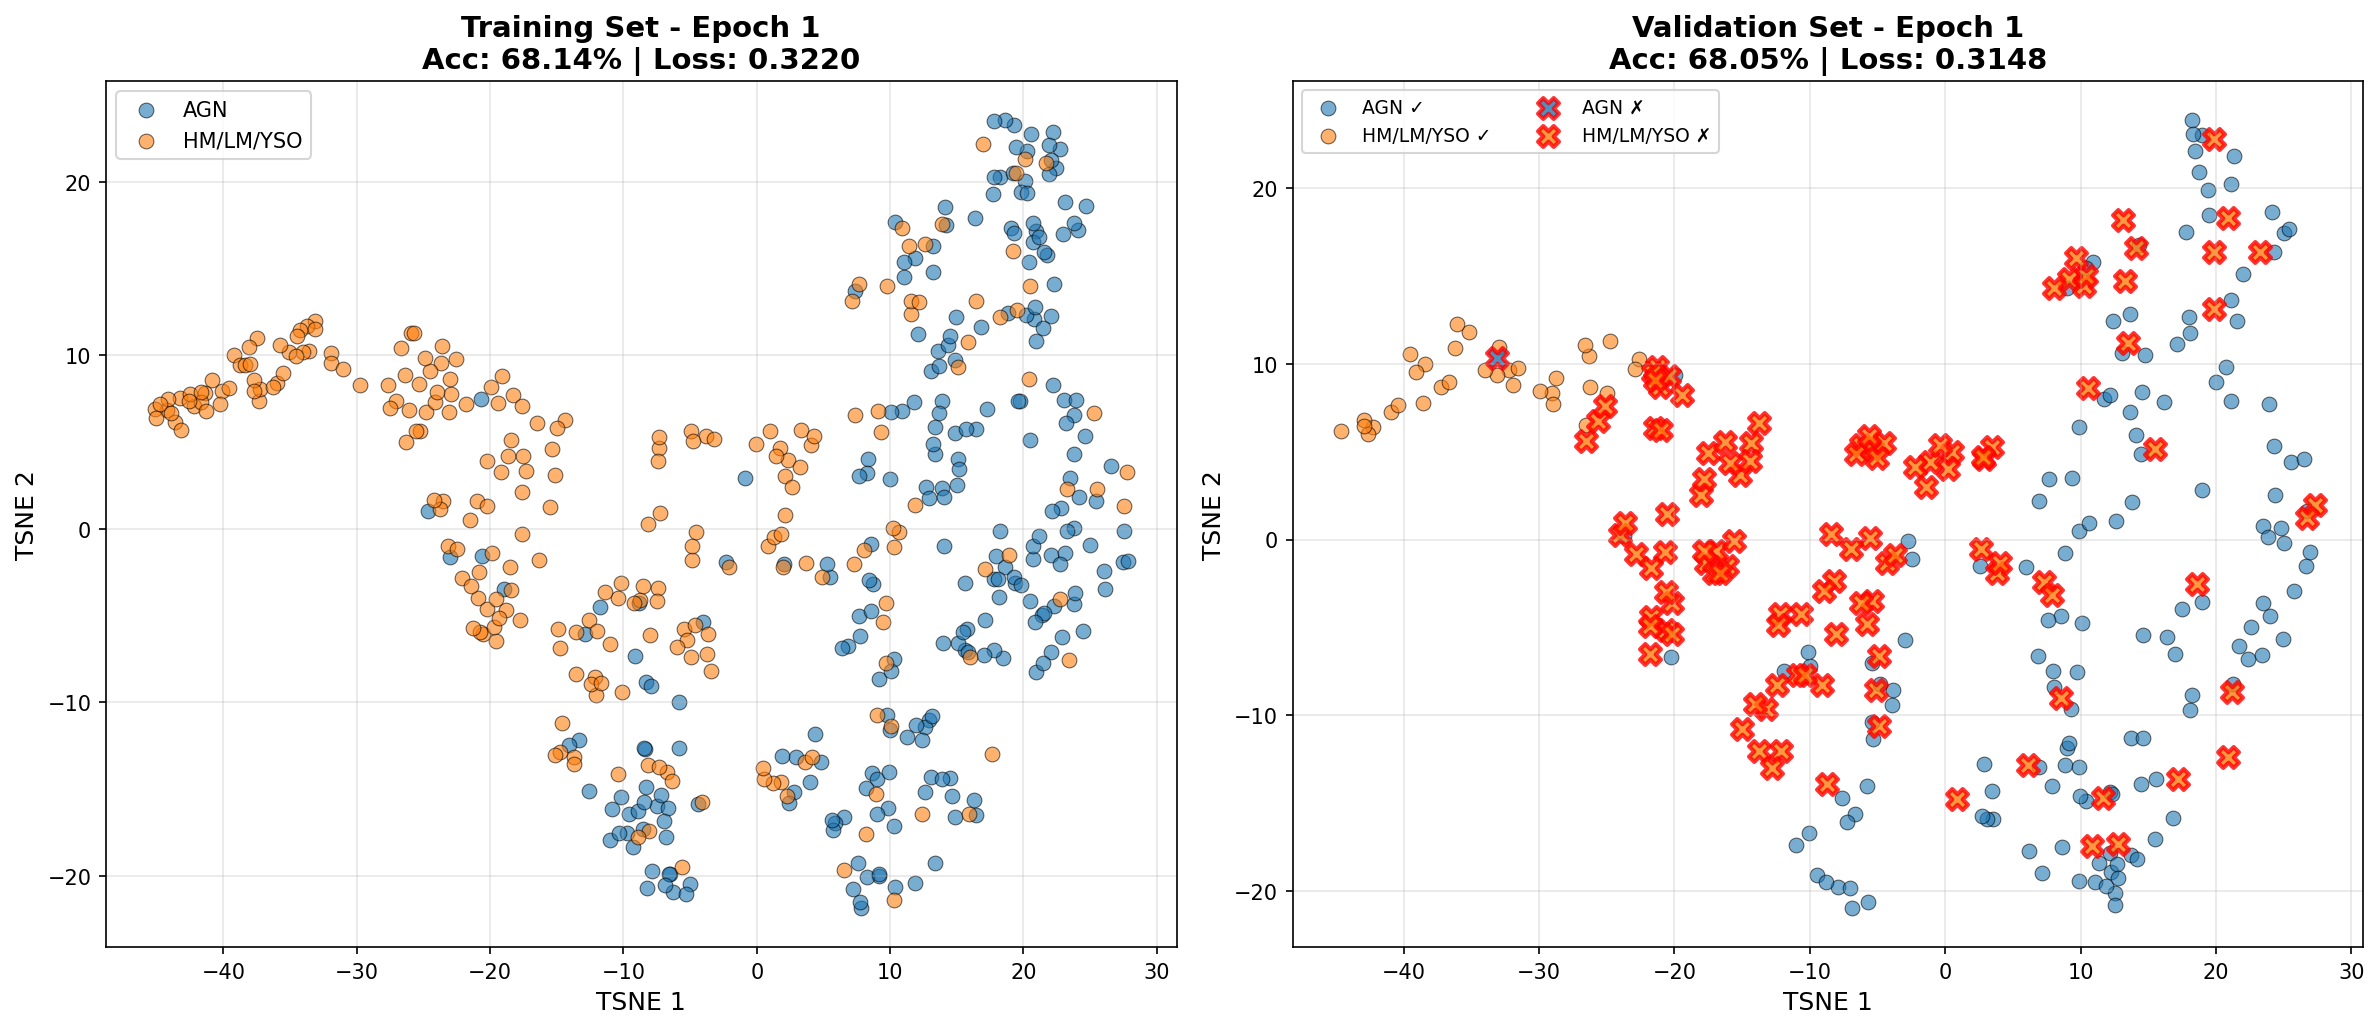 Training Set - Epoch 1
Acc: 68.14% | Loss: 0.3220
AGN
HM/LM/YSO
20
10
0
−10
−20
TSNE 2
−40
−30
−20
−10
0
10
20
30
TSNE 1
Validation Set - Epoch 1
Acc: 68.05% | Loss: 0.3148
AGN ✓
HM/LM/YSO ✓
AGN ✗
HM/LM/YSO ✗
20
10
0
−10
−20
TSNE 2
−40
−30
−20
−10
0
10
20
30
TSNE 1